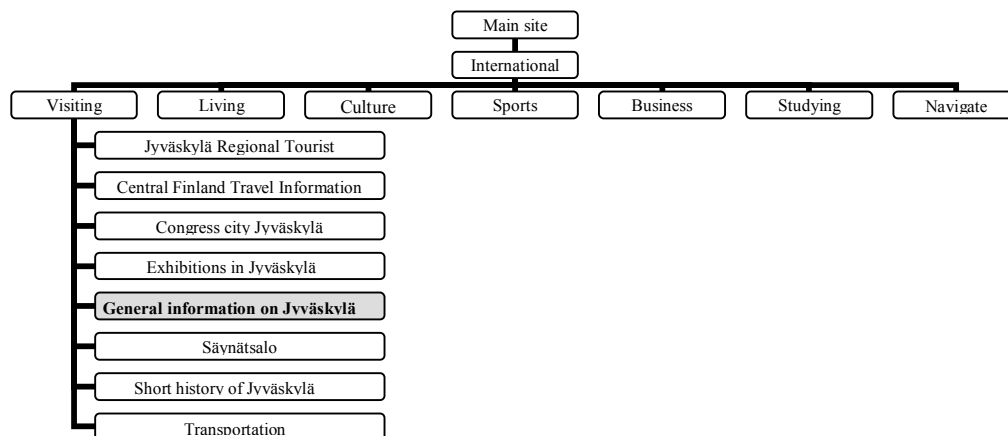 Main site
International
Visiting
Living
Culture
Sports
Business
Studying
Navigate
Jyväskylä Regional Tourist
Central Finland Travel Information
Congress city Jyväskylä
Exhibitions in Jyväskylä
General information on Jyväskylä
Säynätsalo
Short history of Jyväskylä
Transportation